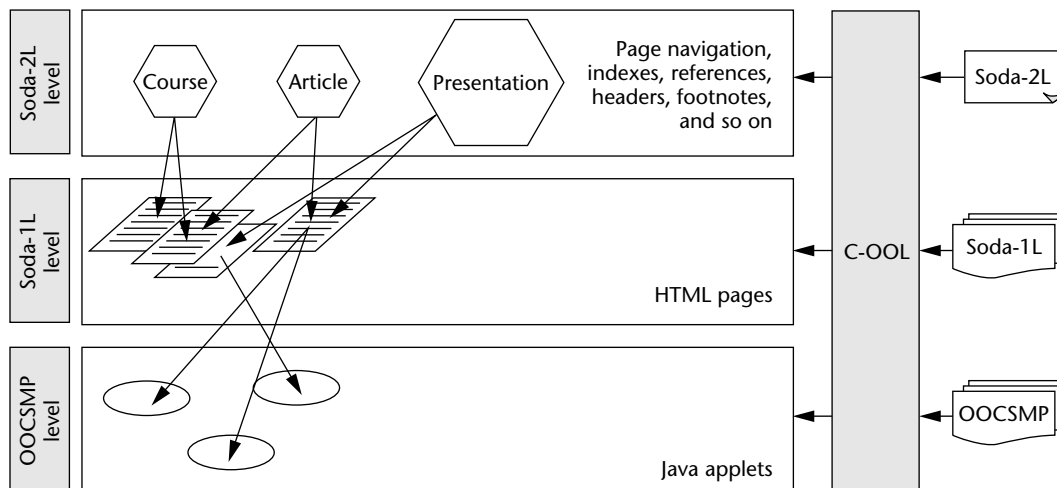 Soda-2L
level
Course
Article
Presentation
Page navigation,
indexes, references,
headers, footnotes,
and so on
Soda-2L
Soda-1L
level
HTML pages
C-OOL
Soda-1L
OOCSMP
level
Java applets
OOCSMP